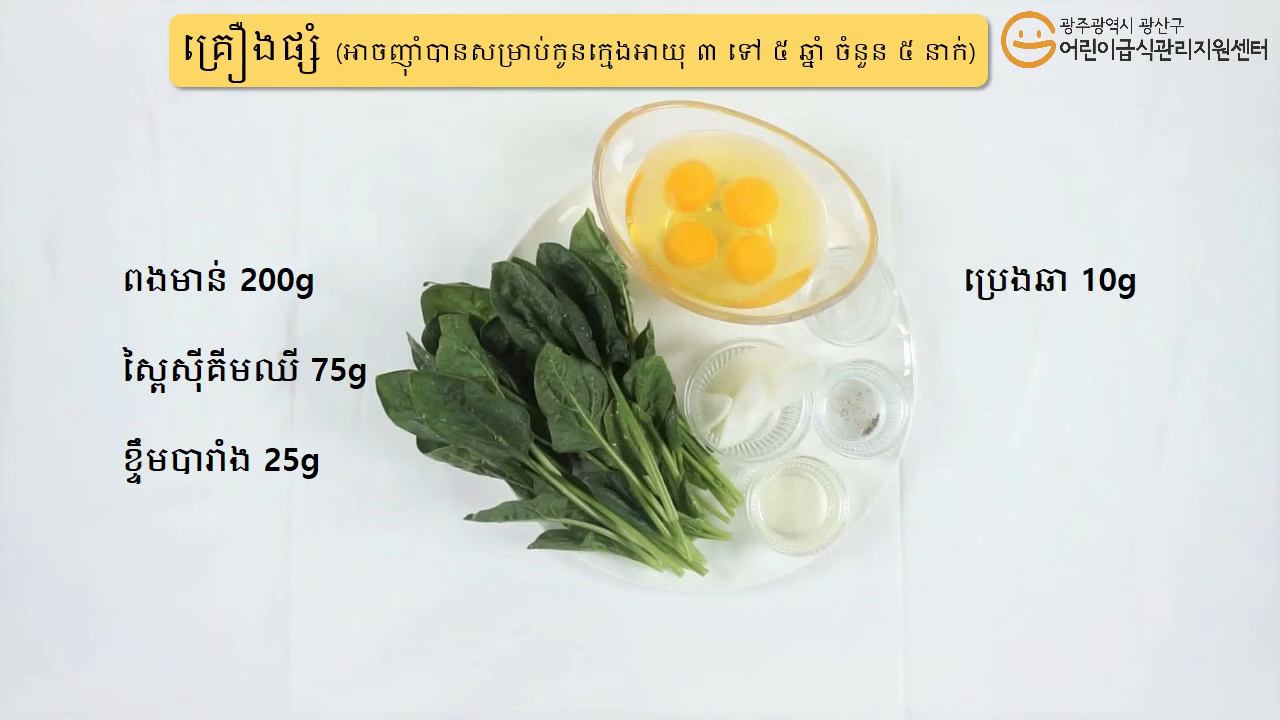 គ្រឿងផ្សំ (អាចញ៉ាំបានសម្រាប់កូនក្មេងអាយុ ៣ ទៅ ៥ ឆ្នាំ ចំនួន ៥ នាក់)
광주광역시 광산구
어린이급식관리지원센터
ពងមាន់ 200g
ប្រេងឆា 10g
ស្ពៃស៊ីគីមឈី 75g
ខ្ទឹមបារាំង 25g